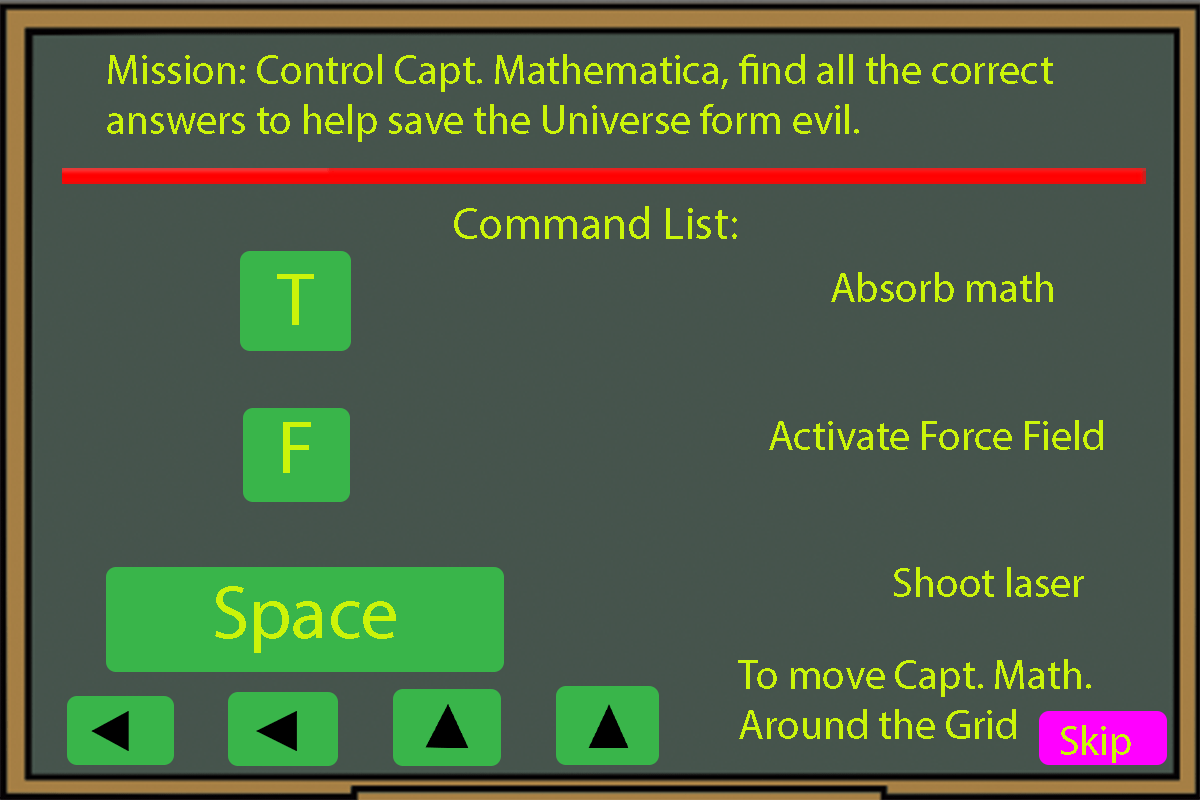 Mission: Control Capt. Mathematica, find all the correct
answers to help save the Universe form evil.
Command List:
T
Absorb math
F
Activate Force Field
Space
Shoot laser
To move Capt. Math.
Around the Grid
Skip